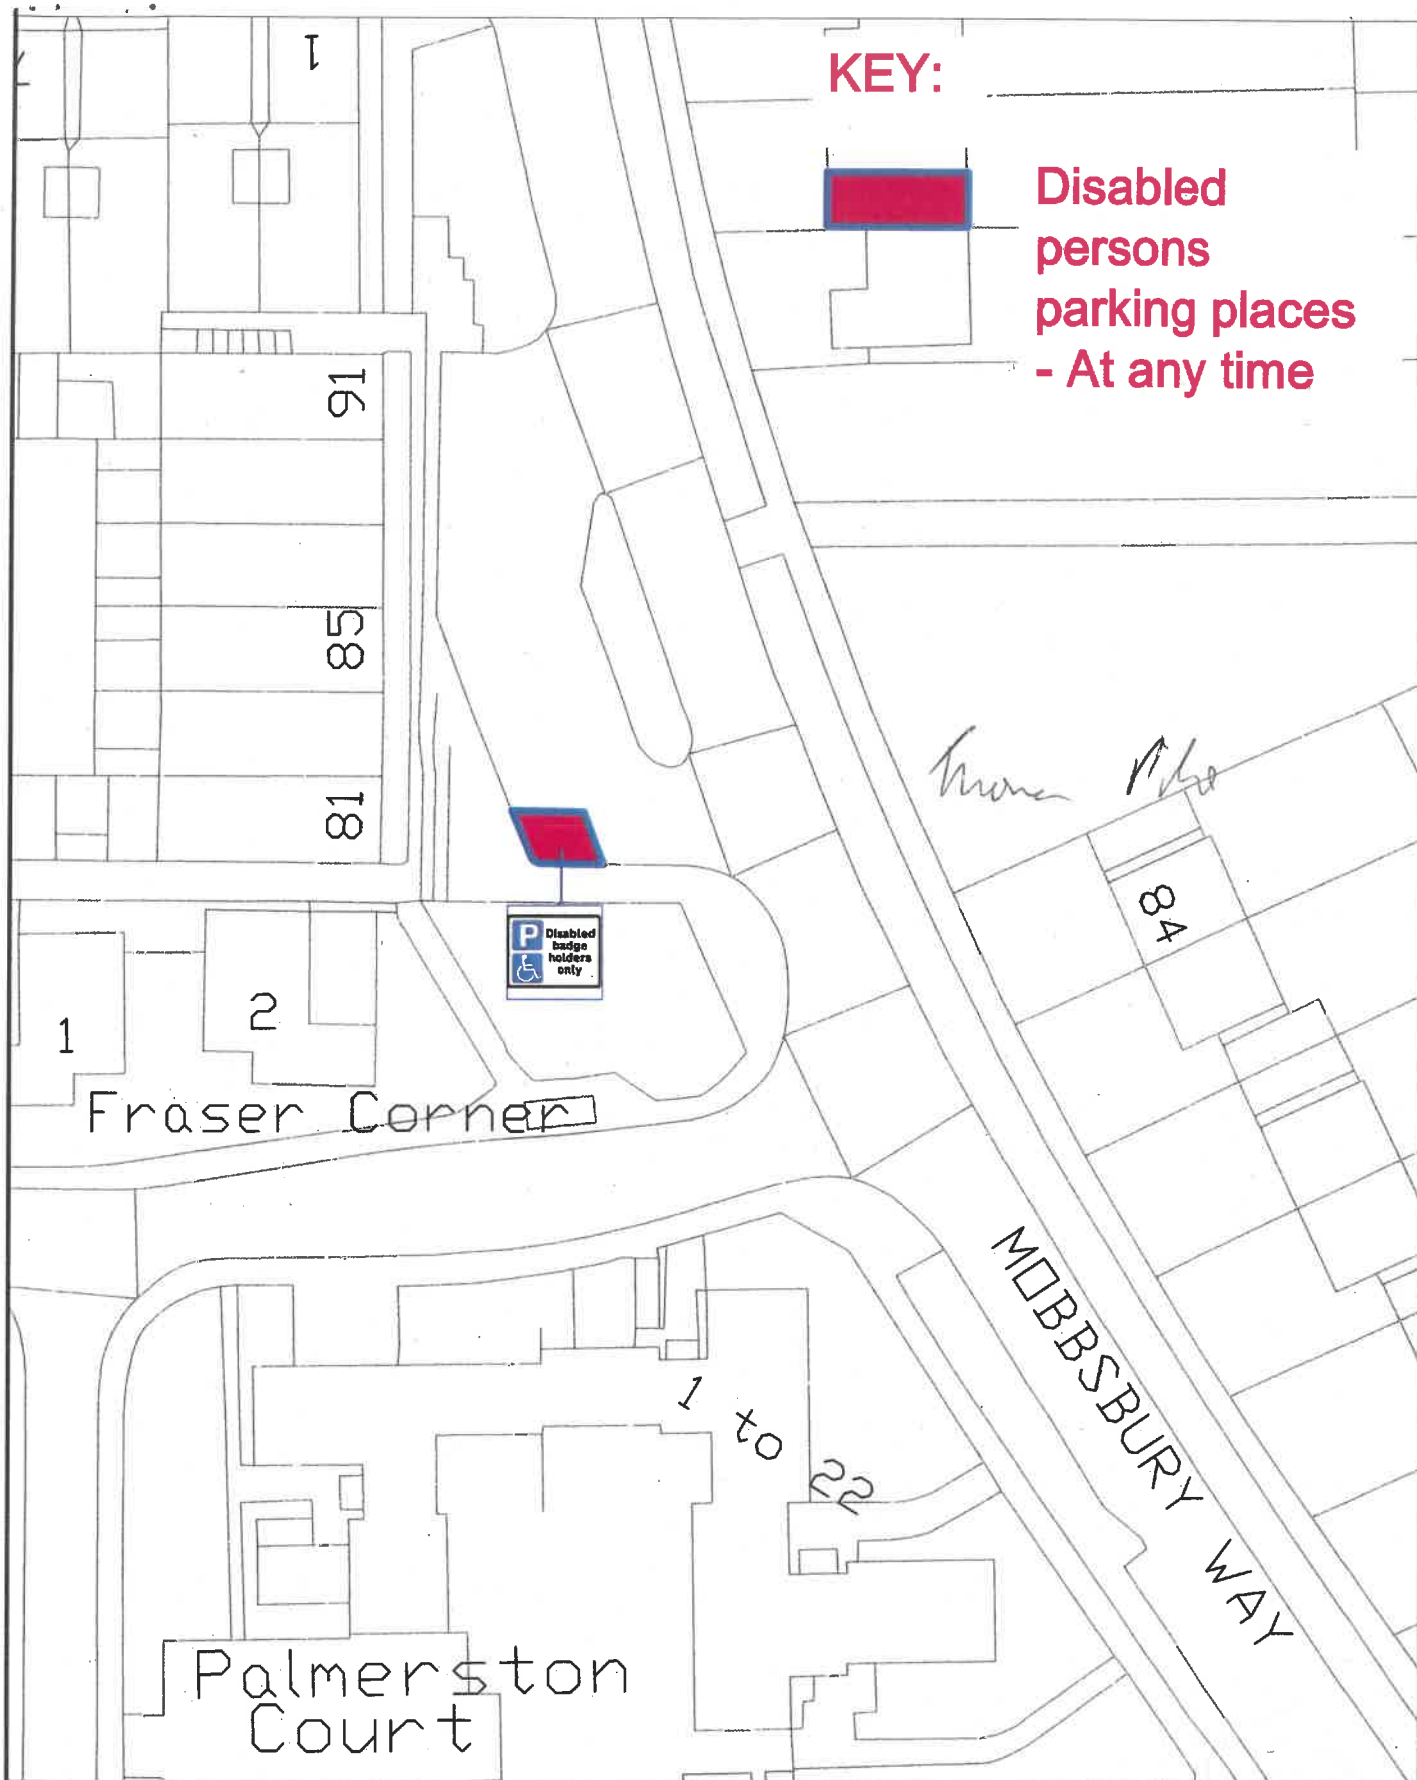 1
KEY:
Disabled
persons
parking places
- At any time
91
85
81
84
P Disabled
badge
holders
only
1
2
Fraser Corner
MOBBSBURY WAY
1 to 22
Palmerston
Court